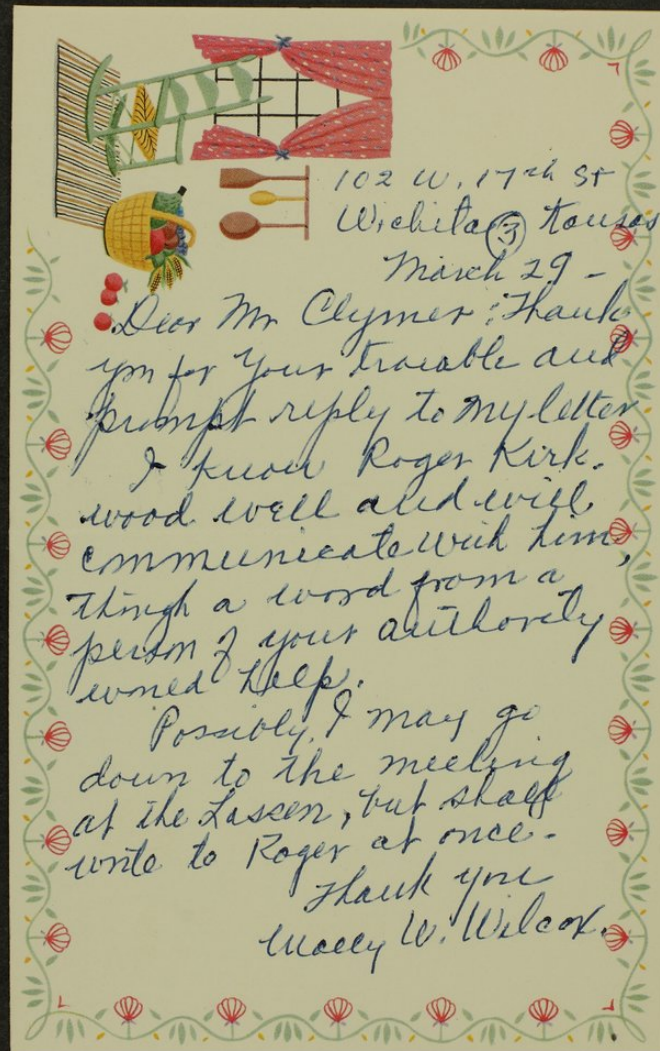 102 W. 17th St
Wichita (3) Kansas
March 29 -
Dear Mr Clymer: Thank
you for your trouble and
prompt reply to my letter
I know Roger Kirk-
wood well and will
communicate with him,
though a word from a
person of your authority
would help.
Possibly, I may go
down to the meeting
at the Lassen, but shall
write to Roger at once -
Thank you
W. Wilcox.